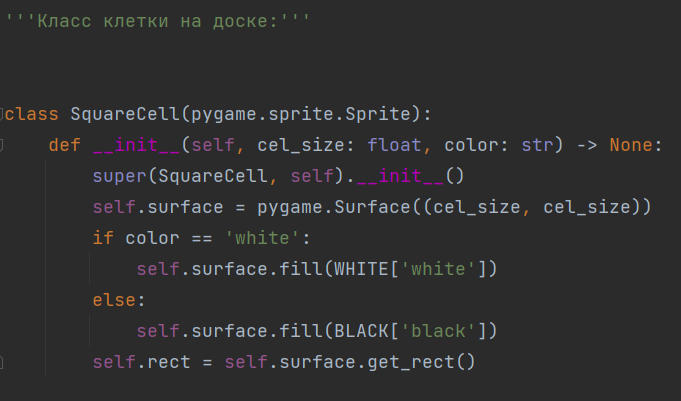 '''Класс клетки на доске:'''
class SquareCell(pygame.sprite.Sprite):
def __init__(self, cel_size: float, color: str) -> None:
super(SquareCell, self).__init__()
self.surface = pygame.Surface((cel_size, cel_size))
if color == 'white':
self.surface.fill(WHITE['white'])
else:
self.surface.fill(BLACK['black'])
self.rect = self.surface.get_rect()